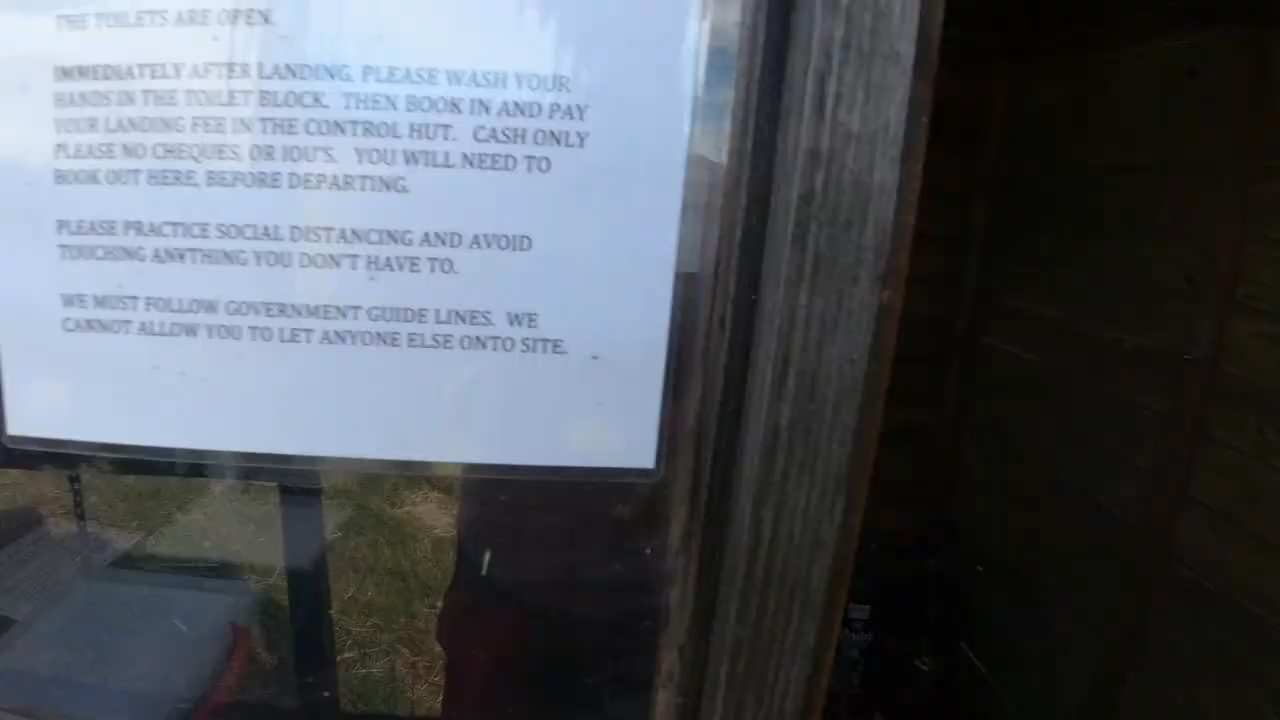 THE TOILETS ARE OPEN.
IMMEDIATELY AFTER LANDING, PLEASE WASH YOUR
HANDS IN THE TOILET BLOCK. THEN BOOK IN AND PAY
YOUR LANDING FEE IN THE CONTROL HUT. CASH ONLY
PLEASE NO CHEQUES, OR IOU'S. YOU WILL NEED TO
BOOK OUT HERE, BEFORE DEPARTING.
PLEASE PRACTICE SOCIAL DISTANCING AND AVOID
TOUCHING ANYTHING YOU DON'T HAVE TO.
WE MUST FOLLOW GOVERNMENT GUIDE LINES. WE
CANNOT ALLOW YOU TO LET ANYONE ELSE ONTO SITE.